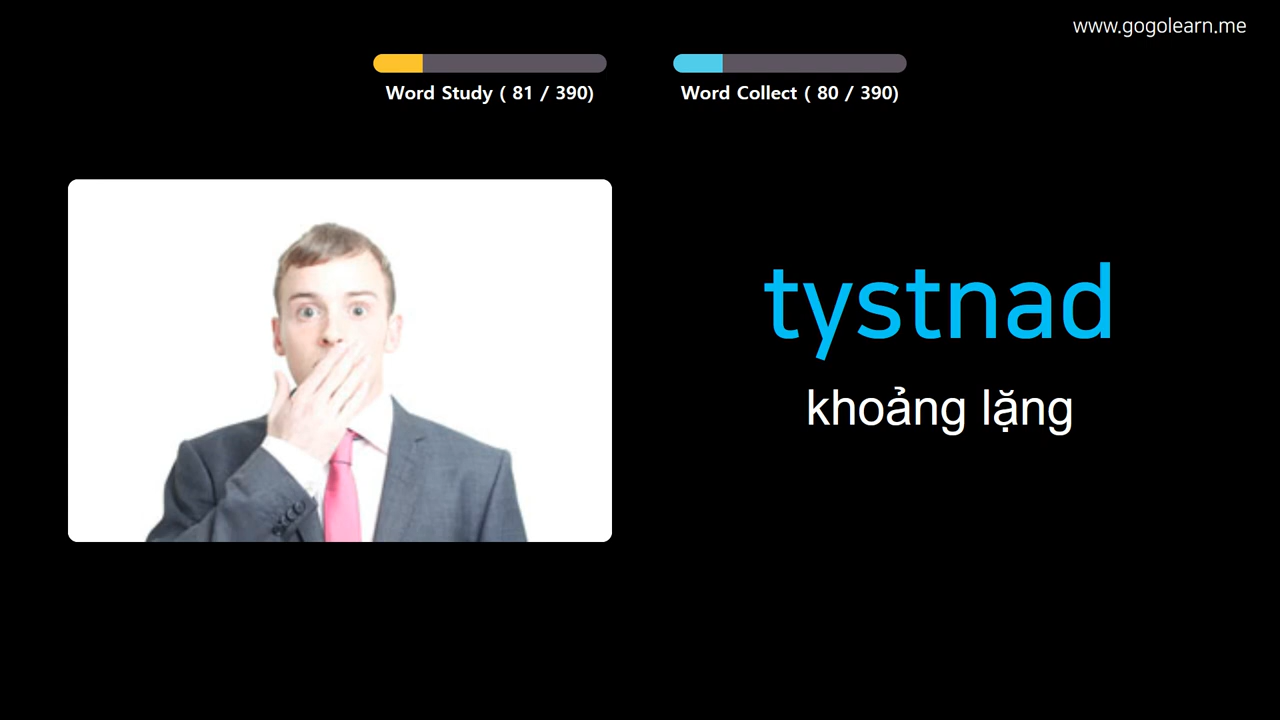 www.gogolearn.me
Word Study ( 81 / 390)
Word Collect ( 80 / 390)
tystnad
khoảng lặng